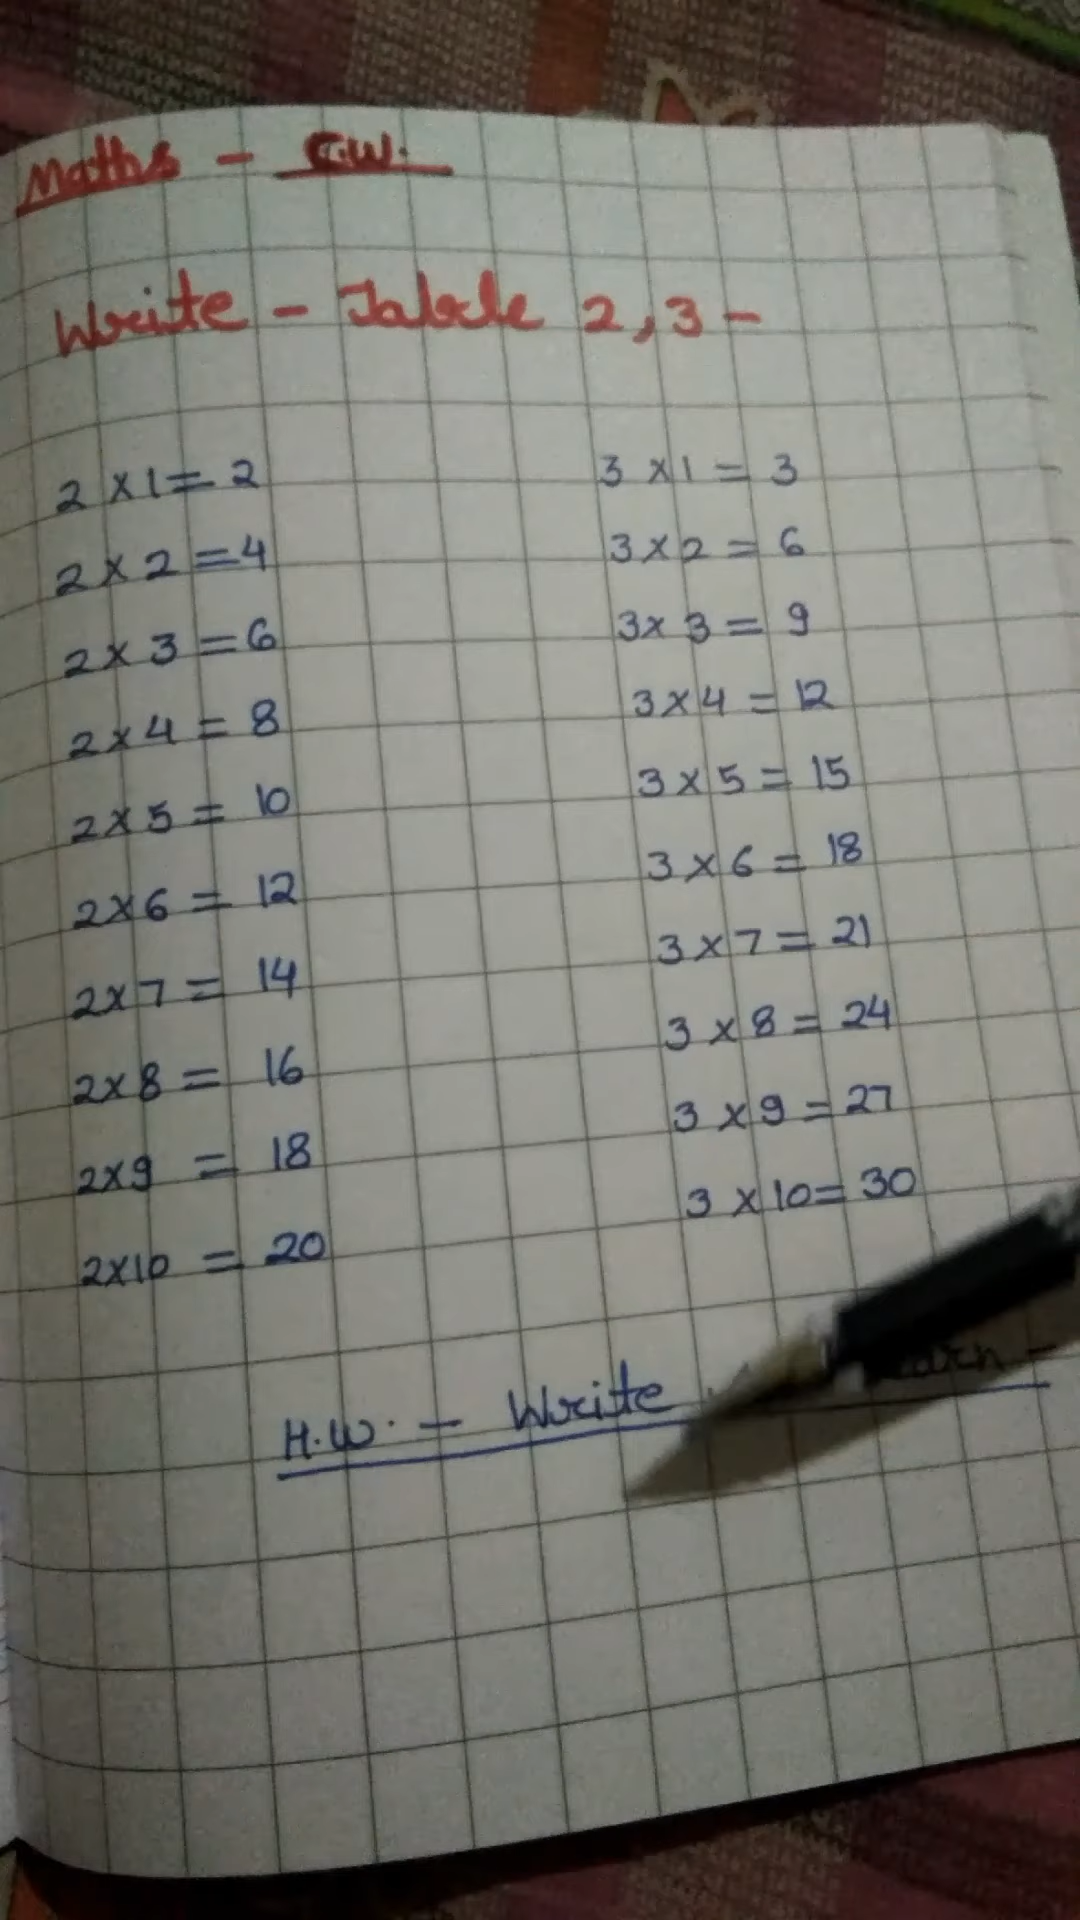 Maths - C.W.
Write - Table 2, 3 -
2 x 1 = 2
2 x 2 = 4
2 x 3 = 6
2 x 4 = 8
2 x 5 = 10
2 x 6 = 12
2 x 7 = 14
2 x 8 = 16
2 x 9 = 18
2 x 10 = 20
3 x 1 = 3
3 x 2 = 6
3 x 3 = 9
3 x 4 = 12
3 x 5 = 15
3 x 6 = 18
3 x 7 = 21
3 x 8 = 24
3 x 9 = 27
3 x 10 = 30
H.W. - Write